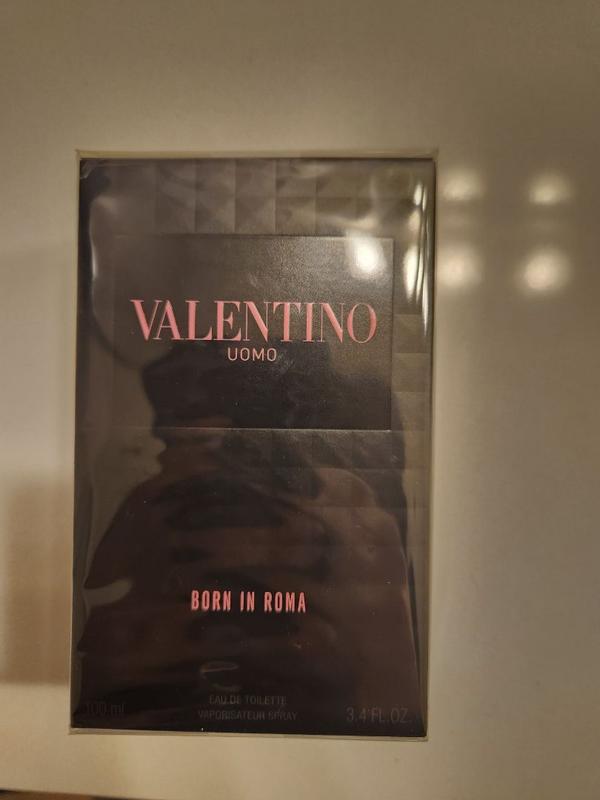 VALENTINO
UOMO
BORN IN ROMA
EAU DE TOILETTE
100 ml VAPORISATEUR SPRAY 3.4 FL.OZ.